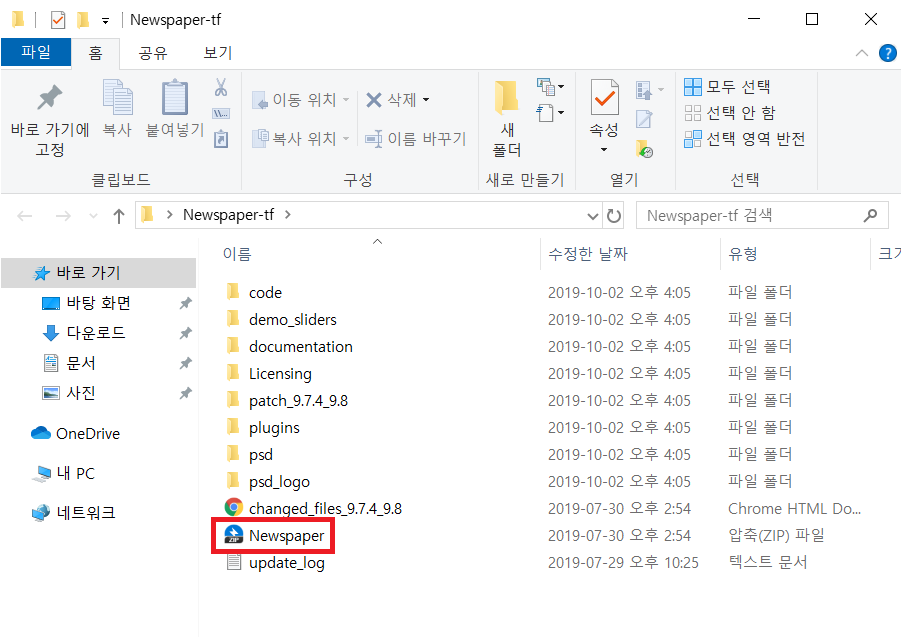 Newspaper-tf
파일 홈 공유 보기
바로 가기에 고정
복사
붙여넣기
클립보드
이동 위치
복사 위치
삭제
이름 바꾸기
구성
새 폴더
새로 만들기
속성
열기
모두 선택
선택 안 함
선택 영역 반전
선택
Newspaper-tf
Newspaper-tf 검색
바로 가기
바탕 화면
다운로드
문서
사진
OneDrive
내 PC
네트워크
이름 수정한 날짜 유형 크기
code 2019-10-02 오후 4:05 파일 폴더
demo_sliders 2019-10-02 오후 4:05 파일 폴더
documentation 2019-10-02 오후 4:05 파일 폴더
Licensing 2019-10-02 오후 4:05 파일 폴더
patch_9.7.4_9.8 2019-10-02 오후 4:05 파일 폴더
plugins 2019-10-02 오후 4:05 파일 폴더
psd 2019-10-02 오후 4:05 파일 폴더
psd_logo 2019-10-02 오후 4:05 파일 폴더
changed_files_9.7.4_9.8 2019-07-30 오후 2:54 Chrome HTML Do...
ZIP Newspaper 2019-07-30 오후 2:54 압축(ZIP) 파일
update_log 2019-07-29 오후 10:25 텍스트 문서